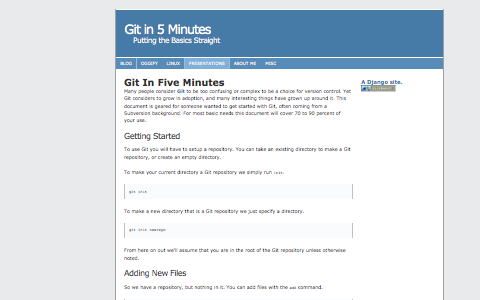 Git in 5 Minutes
Putting the Basics Straight
BLOG OGGIFY LINUX PRESENTATIONS ABOUT ME MISC
Git In Five Minutes
Many people consider Git to be too confusing or complex to be a choice for version control. Yet
Git considers to grow in adoption, and many interesting things have grown up around it. This
document is geared for someone wanted to get started with Git, often coming from a
Subversion background. For most basic needs this document will cover 70 to 90 percent of
your use.
A Django site.
Getting Started
To use Git you will have to setup a repository. You can take an existing directory to make a Git
repository, or create an empty directory.
To make your current directory a Git repository we simply run init.
git init
To make a new directory that is a Git repository we just specify a directory.
git init
From here on out we'll assume that you are in the root of the Git repository unless otherwise
noted.
Adding New Files
So we have a repository, but nothing in it. You can add files with the add command.